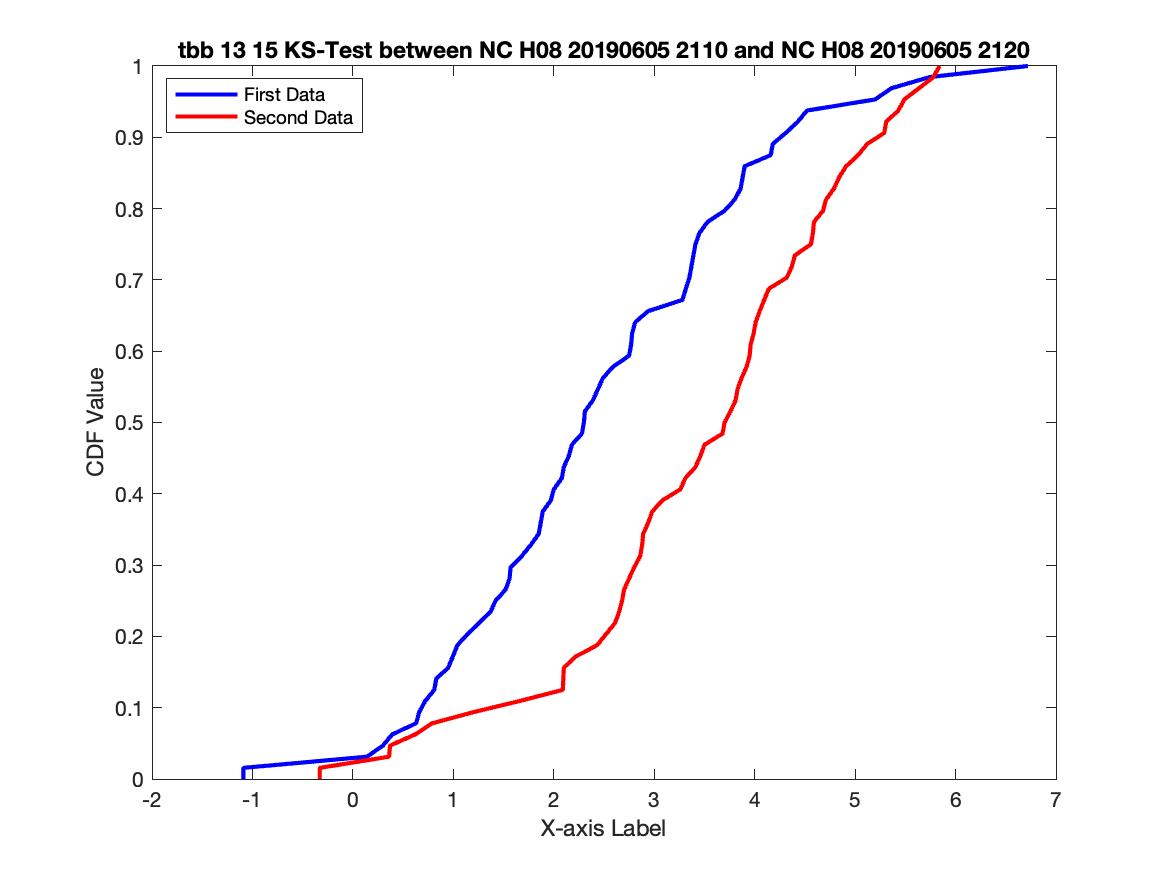 tbb 13 15 KS-Test between NC H08 20190605 2110 and NC H08 20190605 2120
First Data
Second Data
1
0.9
0.8
0.7
0.6
0.5
0.4
0.3
0.2
0.1
0
CDF Value
-2 -1 0 1 2 3 4 5 6 7
X-axis Label